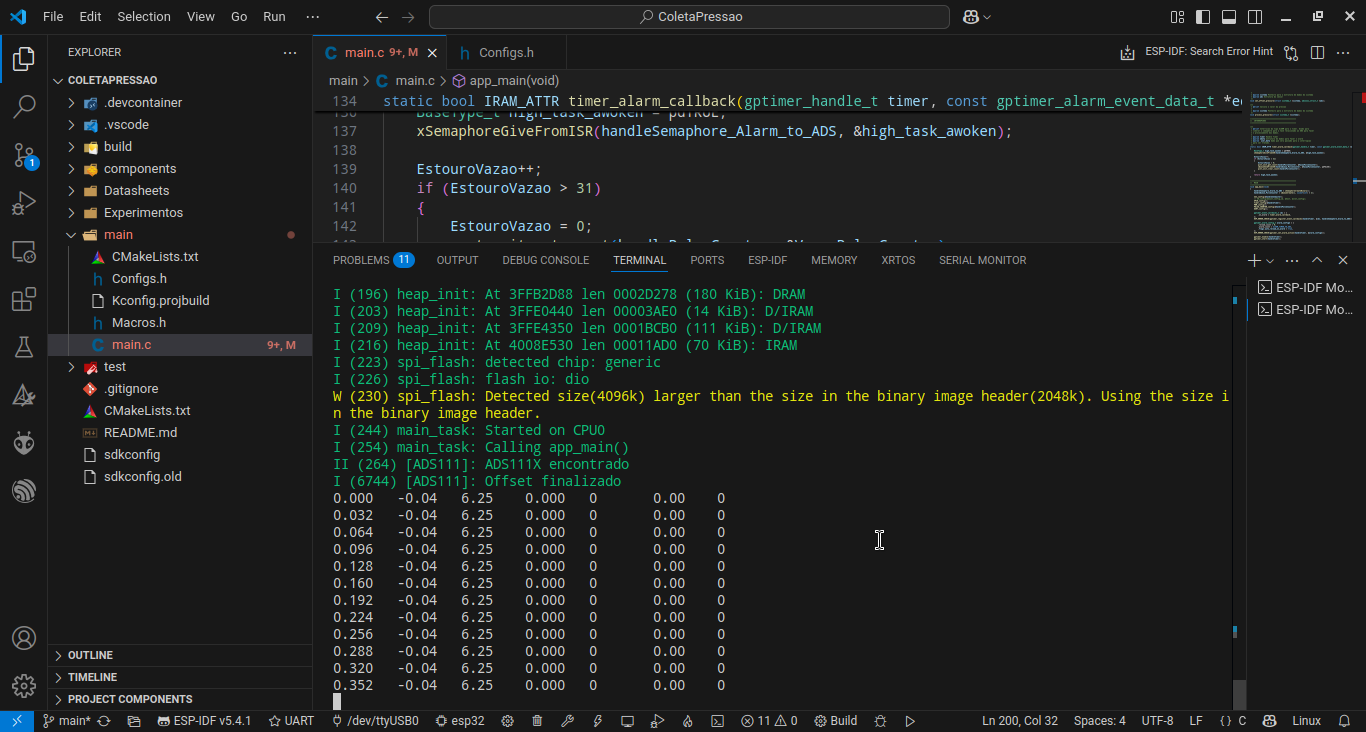 File Edit Selection View Go Run ··· ColetaPressao
EXPLORER
COLETAPRESSAO
.devcontainer
.vscode
build
components
Datasheets
Experimentos
main
CMakeLists.txt
Configs.h
Kconfig.projbuild
Macros.h
main.c 9+, M
test
.gitignore
CMakeLists.txt
README.md
sdkconfig
sdkconfig.old
OUTLINE
TIMELINE
PROJECT COMPONENTS
1
main.c 9+, M Configs.h ESP-IDF: Search Error Hint
main > main.c > app_main(void)
134 static bool IRAM_ATTR timer_alarm_callback(gptimer_handle_t timer, const gptimer_alarm_event_data_t *e
137 xSemaphoreGiveFromISR(handleSemaphore_Alarm_to_ADS, &high_task_awoken);
138
139 EstouroVazao++;
140 if (EstouroVazao > 31)
141 {
142 EstouroVazao = 0;
PROBLEMS 11 OUTPUT DEBUG CONSOLE TERMINAL PORTS ESP-IDF MEMORY XRTOS SERIAL MONITOR
I (196) heap_init: At 3FFB2D88 len 0002D278 (180 KiB): DRAM
I (203) heap_init: At 3FFE0440 len 00003AE0 (14 KiB): D/IRAM
I (209) heap_init: At 3FFE4350 len 0001BCB0 (111 KiB): D/IRAM
I (216) heap_init: At 4008E530 len 00011AD0 (70 KiB): IRAM
I (223) spi_flash: detected chip: generic
I (226) spi_flash: flash io: dio
W (230) spi_flash: Detected size(4096k) larger than the size in the binary image header(2048k). Using the size i
n the binary image header.
I (244) main_task: Started on CPU0
I (254) main_task: Calling app_main()
II (264) [ADS111]: ADS111X encontrado
I (6744) [ADS111]: Offset finalizado
0.000 -0.04 6.25 0.000 0 0.00 0
0.032 -0.04 6.25 0.000 0 0.00 0
0.064 -0.04 6.25 0.000 0 0.00 0
0.096 -0.04 6.25 0.000 0 0.00 0
0.128 -0.04 6.25 0.000 0 0.00 0
0.160 -0.04 6.25 0.000 0 0.00 0
0.192 -0.04 6.25 0.000 0 0.00 0
0.224 -0.04 6.25 0.000 0 0.00 0
0.256 -0.04 6.25 0.000 0 0.00 0
0.288 -0.04 6.25 0.000 0 0.00 0
0.320 -0.04 6.25 0.000 0 0.00 0
0.352 -0.04 6.25 0.000 0 0.00 0
ESP-IDF Mo...
ESP-IDF Mo...
main* ESP-IDF v5.4.1 UART /dev/ttyUSB0 esp32 11 0 Build Ln 200, Col 32 Spaces: 4 UTF-8 LF {} C Linux